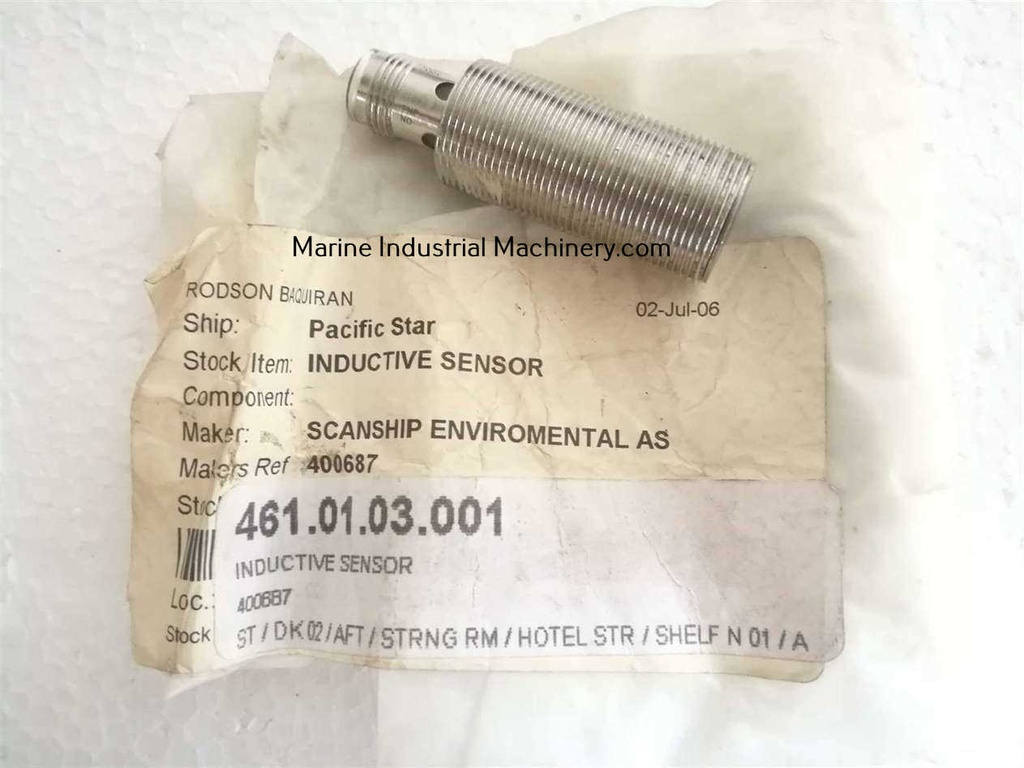 Marine Industrial Machinery.com
RODSON BAQUIRAN
02-Jul-06
Ship: Pacific Star
Stock Item: INDUCTIVE SENSOR
Component:
Maker: SCANSHIP ENVIROMENTAL AS
Makers Ref 400687
461.01.03.001
INDUCTIVE SENSOR
Loc.:
400687
Stock
ST / DK 02 / AFT / STRNG RM / HOTEL STR / SHELF N 01 / A